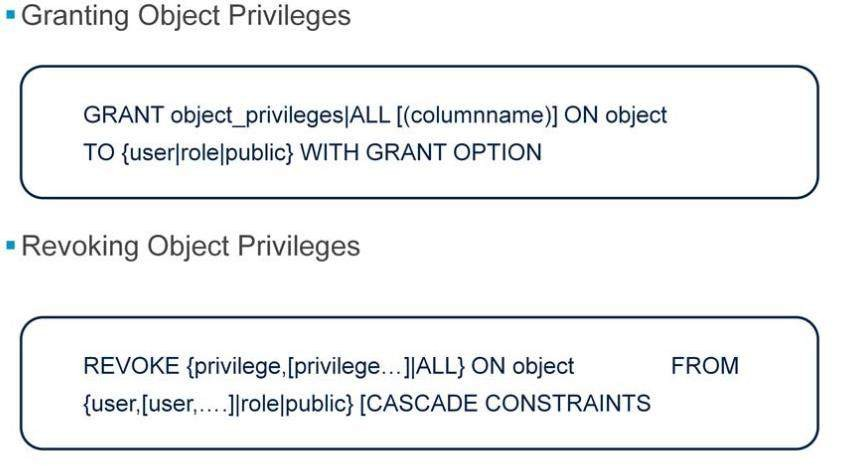 Granting Object Privileges
GRANT object_privileges|ALL [(columnname)] ON object
TO {user|role|public} WITH GRANT OPTION
Revoking Object Privileges
REVOKE {privilege,[privilege…]|ALL} ON object FROM
{user,[user,….]|role|public} [CASCADE CONSTRAINTS